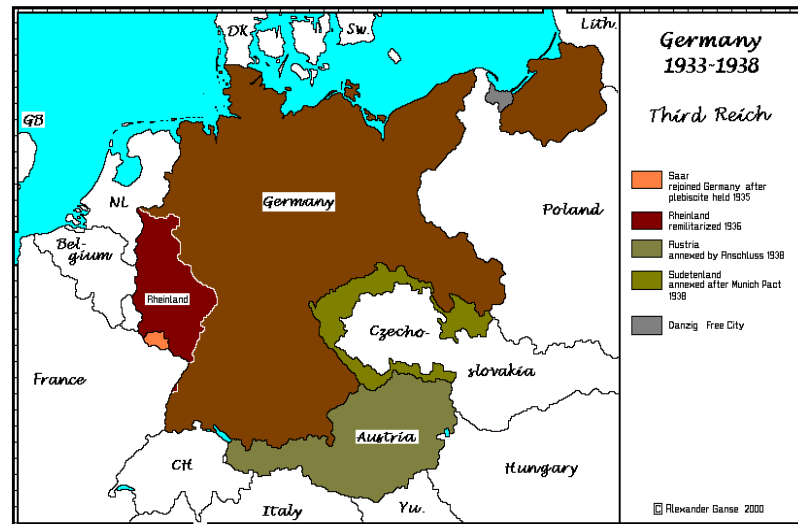 DK
Sw.
Lith.
Germany
1933-1938
Third Reich
GB
NL
Germany
Poland
Bel-
gium
Rheinland
Czecho-
slovakia
France
Austria
CH
Hungary
Italy
Yu.
Saar
rejoined Germany after
plebiscite held 1935
Rheinland
remilitarized 1936
Austria
annexed by Anschluss 1938
Sudetenland
annexed after Munich Pact
1938
Danzig Free City
© Alexander Ganse 2000